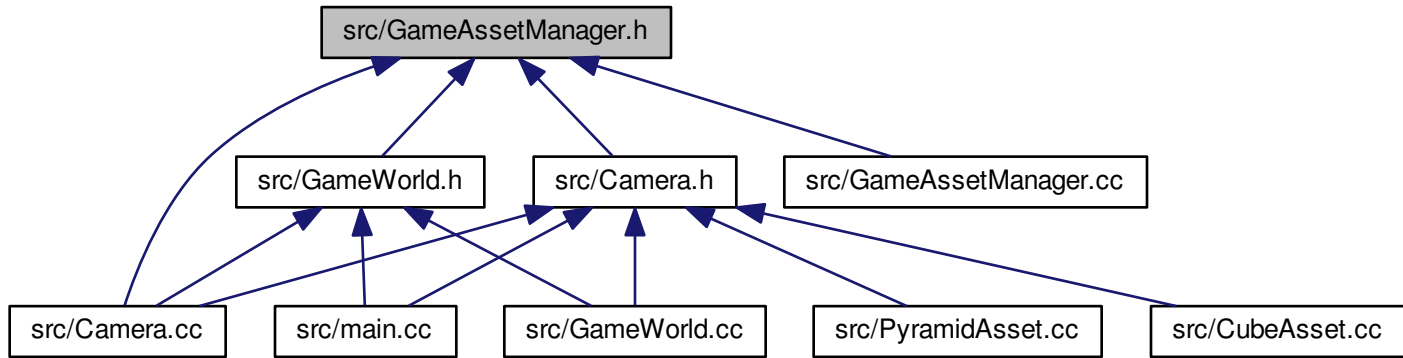 src/GameAssetManager.h
src/GameWorld.h
src/Camera.h
src/GameAssetManager.cc
src/Camera.cc
src/main.cc
src/GameWorld.cc
src/PyramidAsset.cc
src/CubeAsset.cc